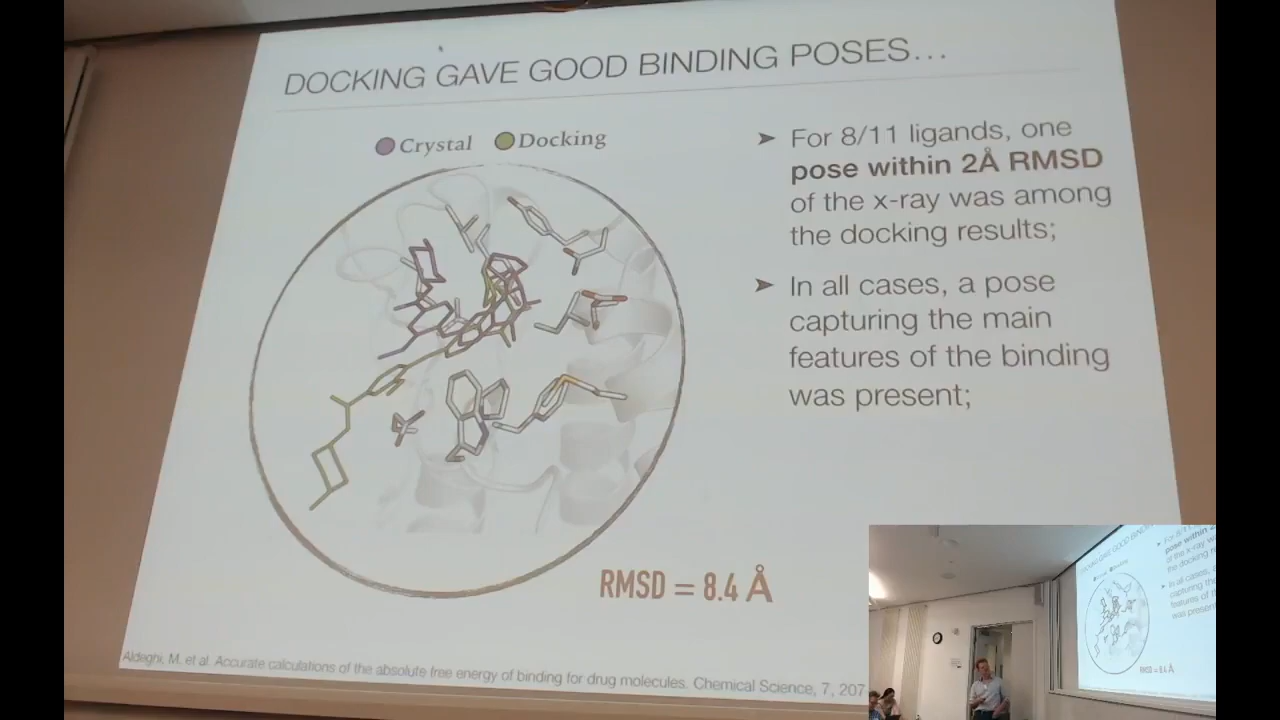 DOCKING GAVE GOOD BINDING POSES...
Crystal Docking
➤ For 8/11 ligands, one
pose within 2Å RMSD
of the x-ray was among
the docking results;
➤ In all cases, a pose
capturing the main
features of the binding
was present;
RMSD = 8.4 Å
Aldeghi, M. et al. Accurate calculations of the absolute free energy of binding for drug molecules. Chemical Science, 7, 207